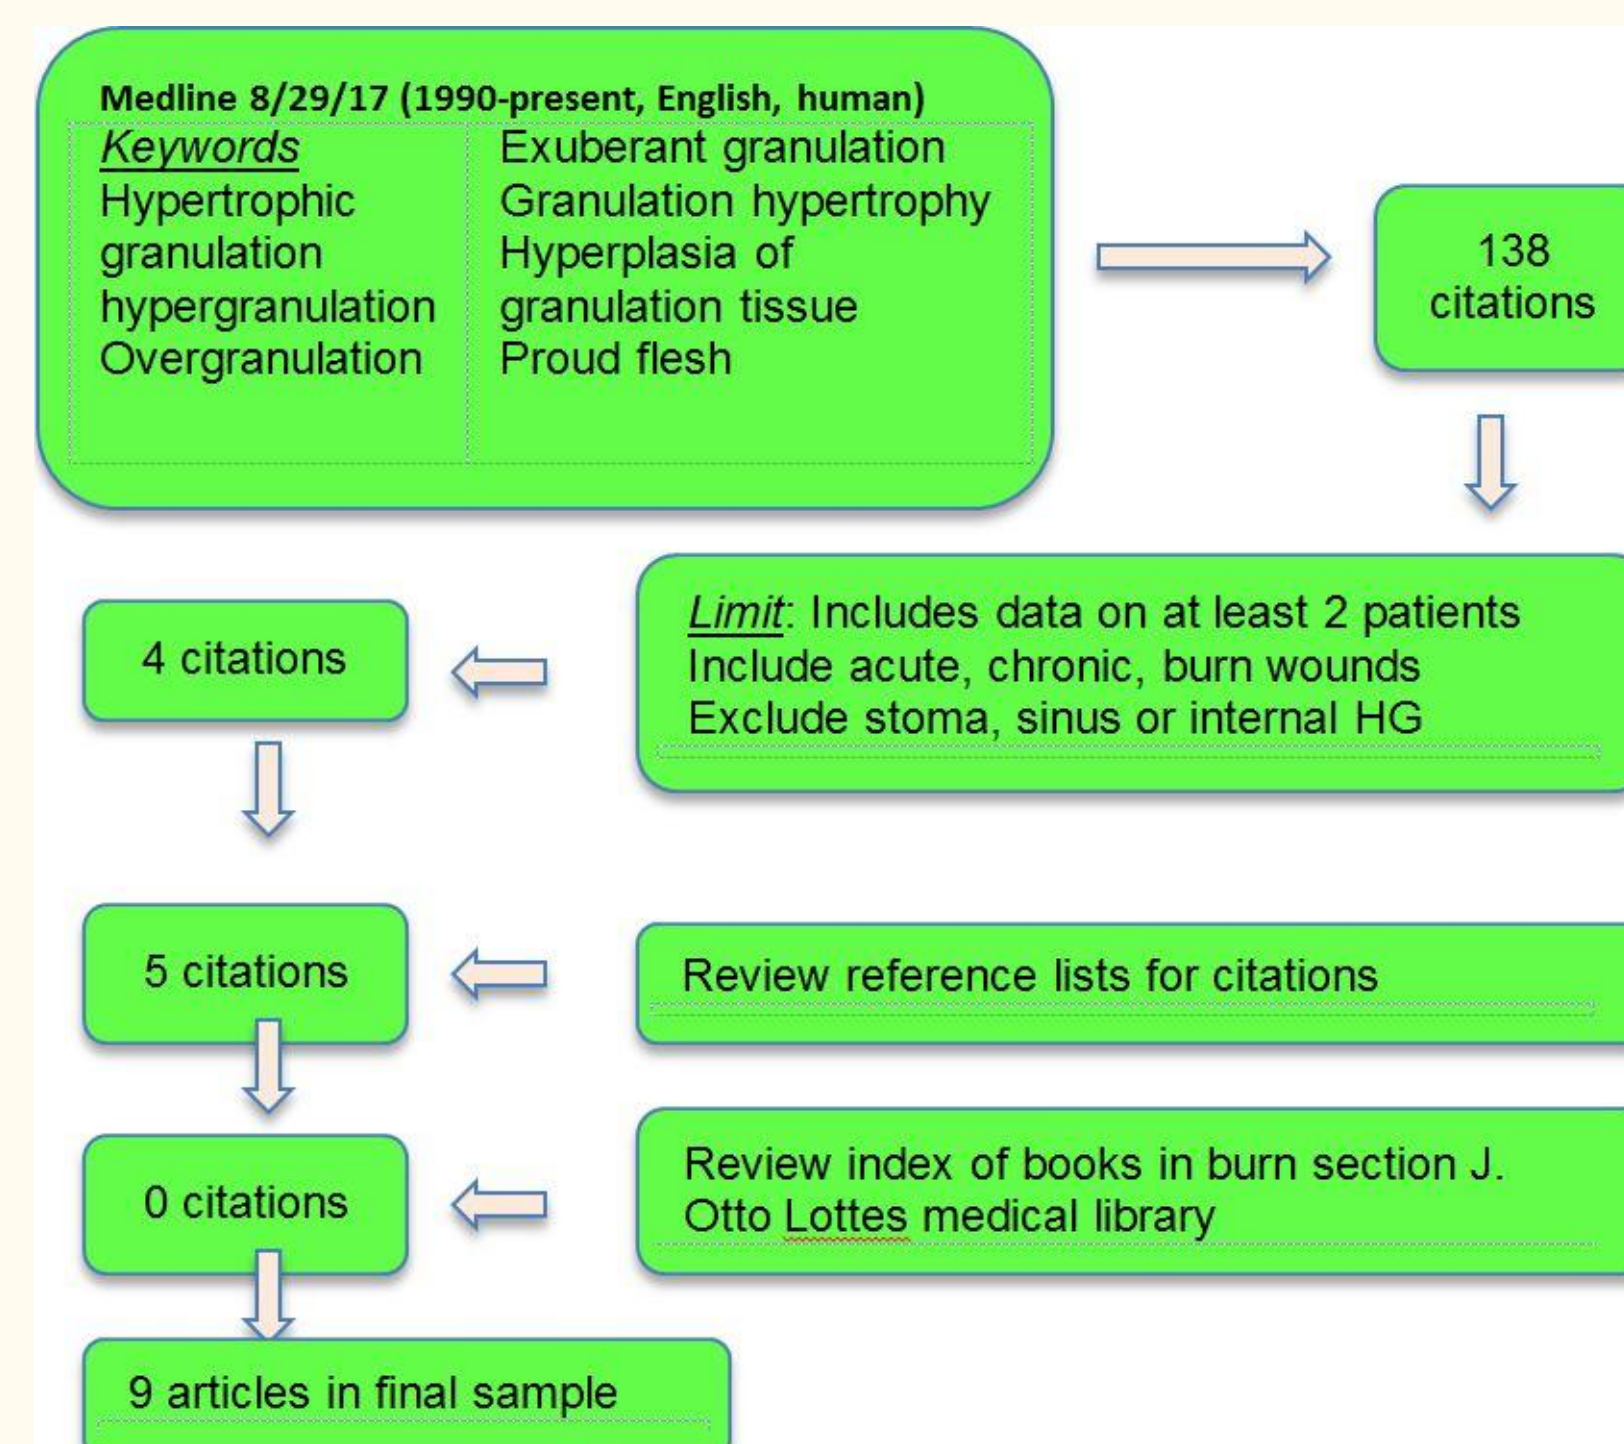 Medline 8/29/17 (1990-present, English, human)
Keywords
Hypertrophic
granulation
hypergranulation
Overgranulation
Exuberant granulation
Granulation hypertrophy
Hyperplasia of
granulation tissue
Proud flesh
138
citations
Limit: Includes data on at least 2 patients
Include acute, chronic, burn wounds
Exclude stoma, sinus or internal HG
4 citations
Review reference lists for citations
5 citations
Review index of books in burn section J.
Otto Lottes medical library
0 citations
9 articles in final sample